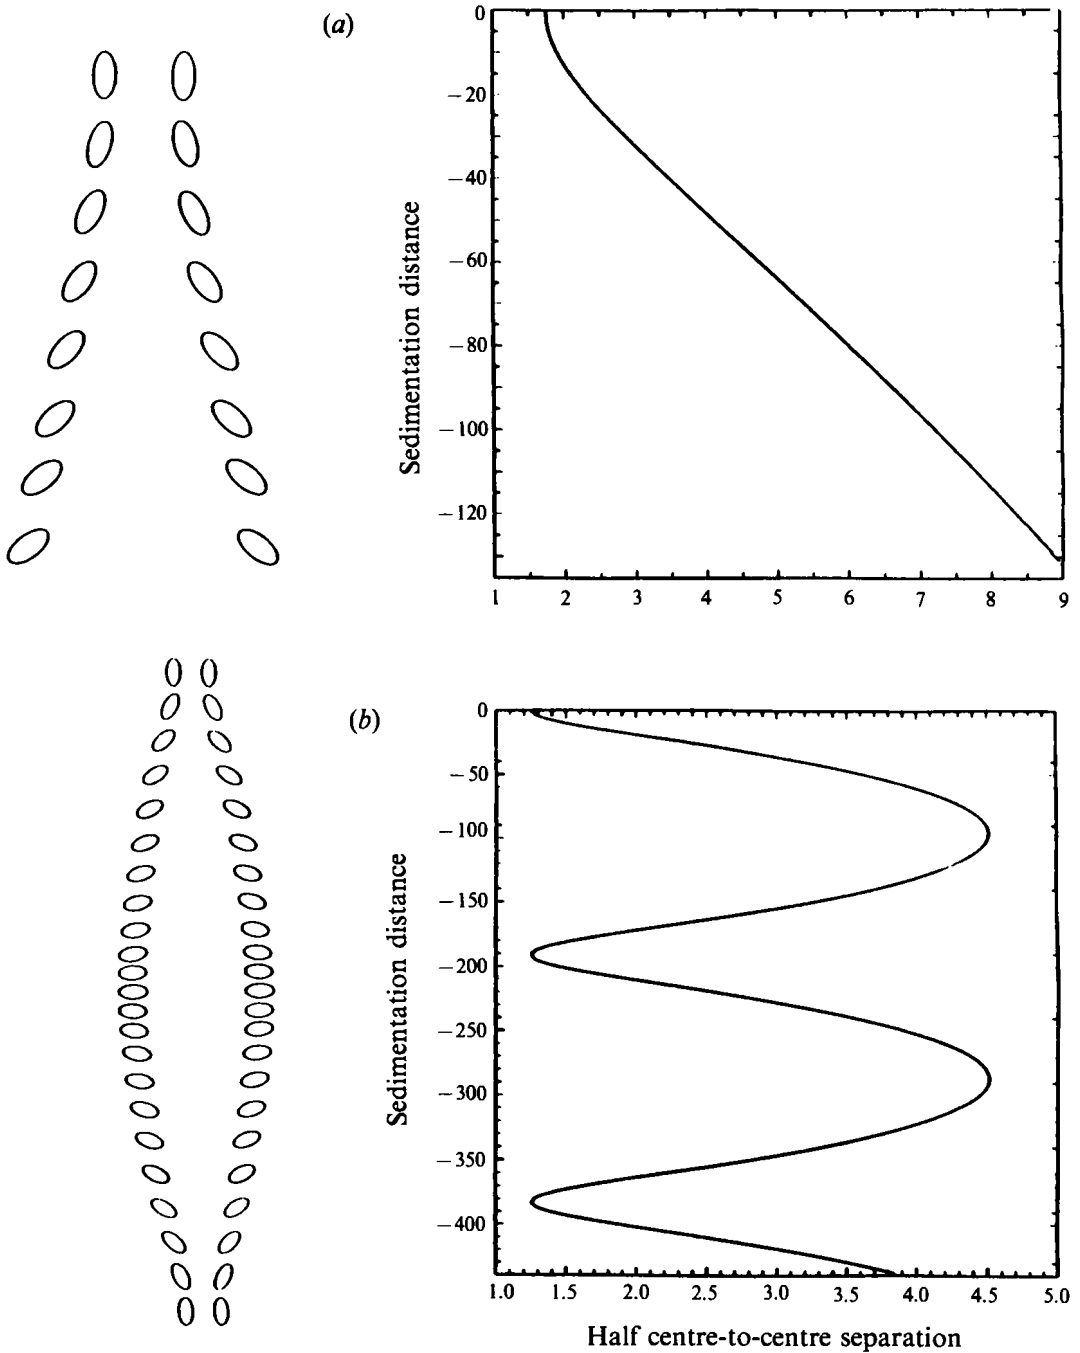 (a)
0
−20
−40
−60
−80
−100
−120
Sedimentation distance
1 2 3 4 5 6 7 8 9
(b)
0
−50
−100
−150
−200
−250
−300
−350
−400
Sedimentation distance
1.0 1.5 2.0 2.5 3.0 3.5 4.0 4.5 5.0
Half centre-to-centre separation